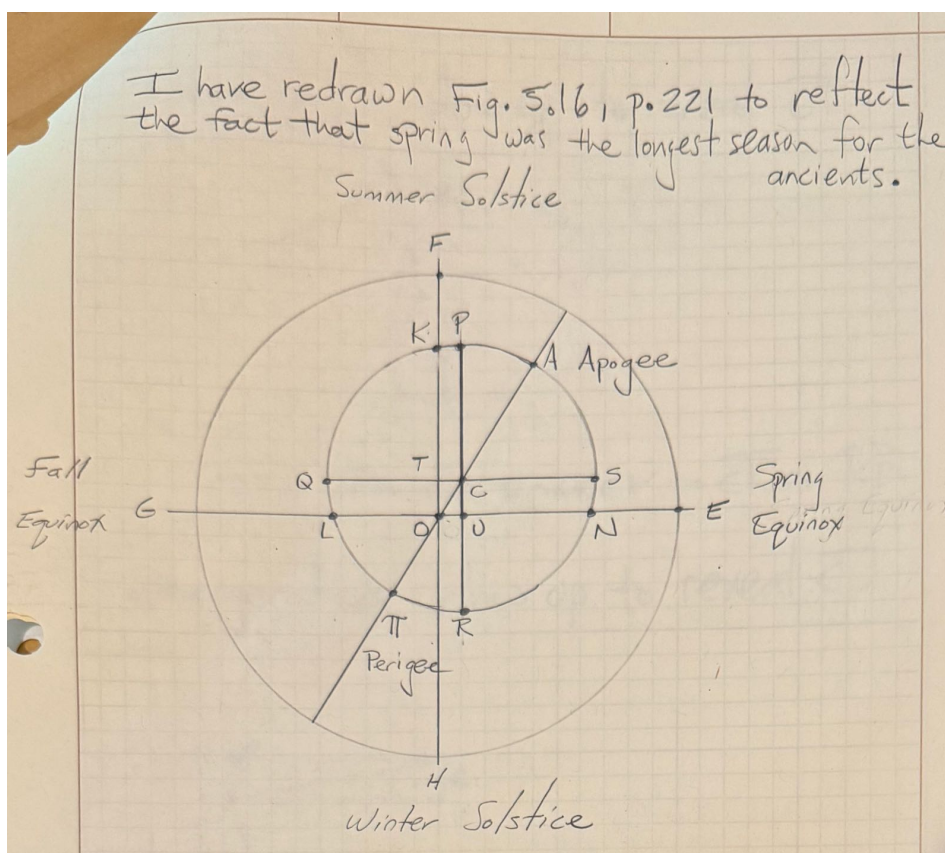 I have redrawn Fig. 5.16, p. 221 to reflect
the fact that spring was the longest season for the
ancients.
Summer Solstice
F
K P
A Apogee
Fall
Equinox
G
Q T C S
Spring
Equinox
L O U N E
π R
Perigee
H
Winter Solstice